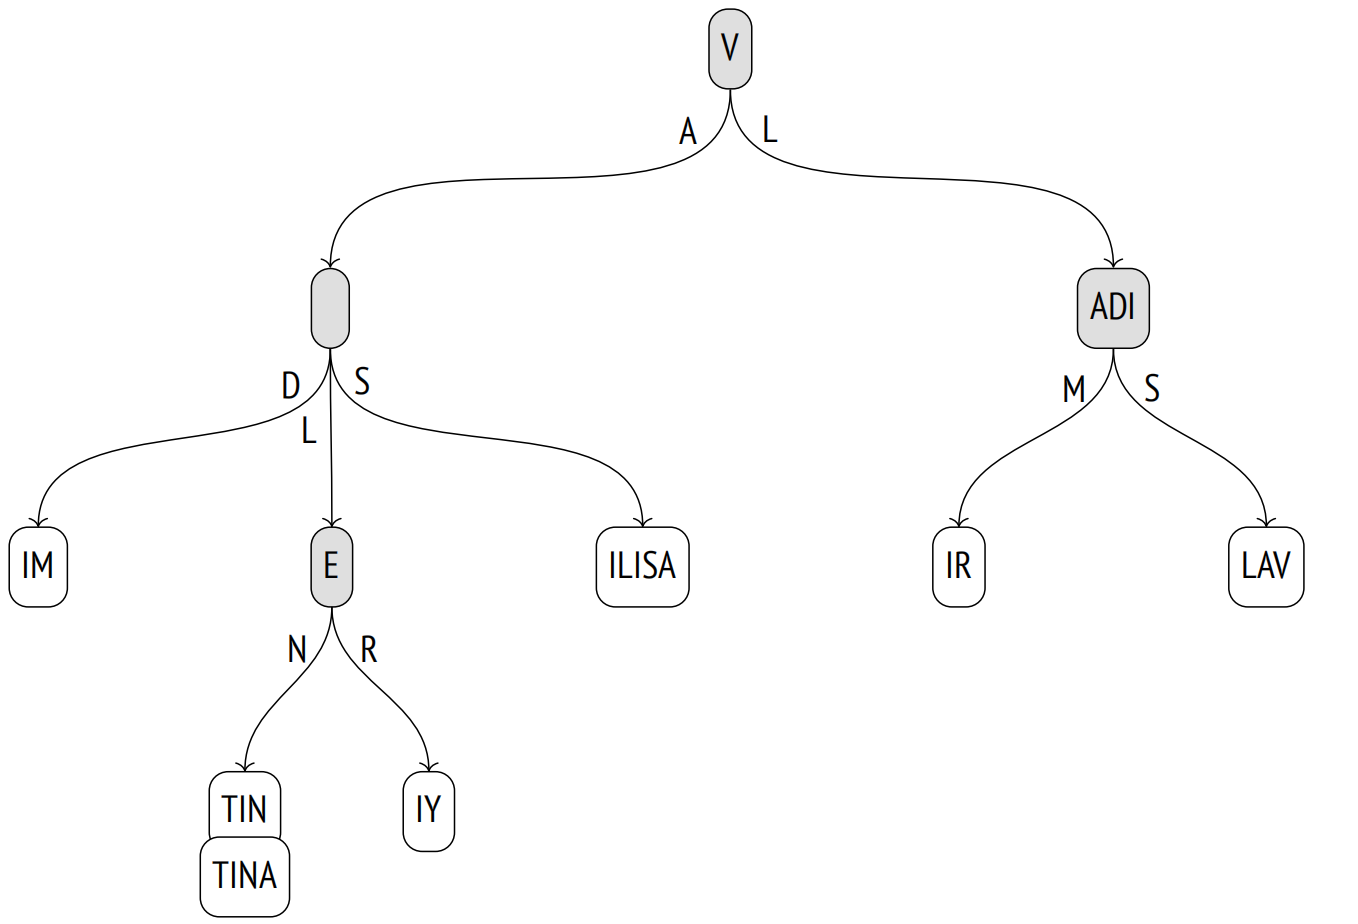 V
A L
ADI
D S M S
L
IM E ILISA IR LAV
N R
TIN IY
TINA